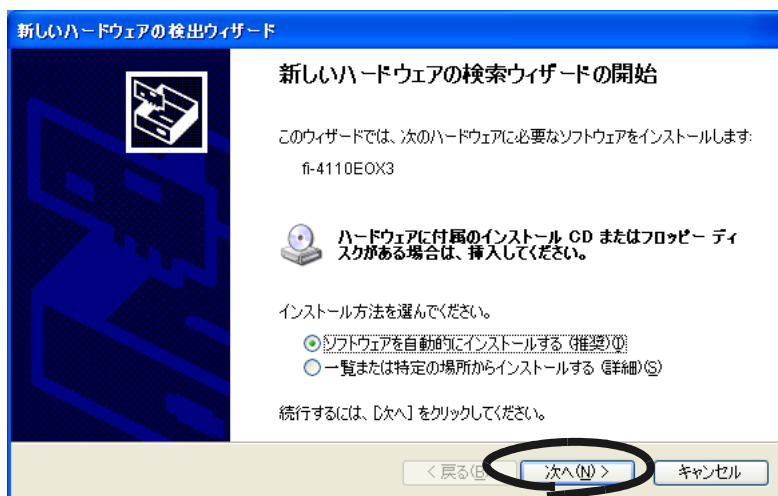 新しいハードウェアの検出ウィザード
新しいハードウェアの検索ウィザードの開始
このウィザードでは、次のハードウェアに必要なソフトウェアをインストールします:
fi-4110EOX3
ハードウェアに付属のインストール CD またはフロッピー ディ
スクがある場合は、挿入してください。
インストール方法を選んでください。
ソフトウェアを自動的にインストールする (推奨)(I)
一覧または特定の場所からインストールする (詳細)(S)
続行するには、[次へ] をクリックしてください。
< 戻る(B)
次へ(N) >
キャンセル